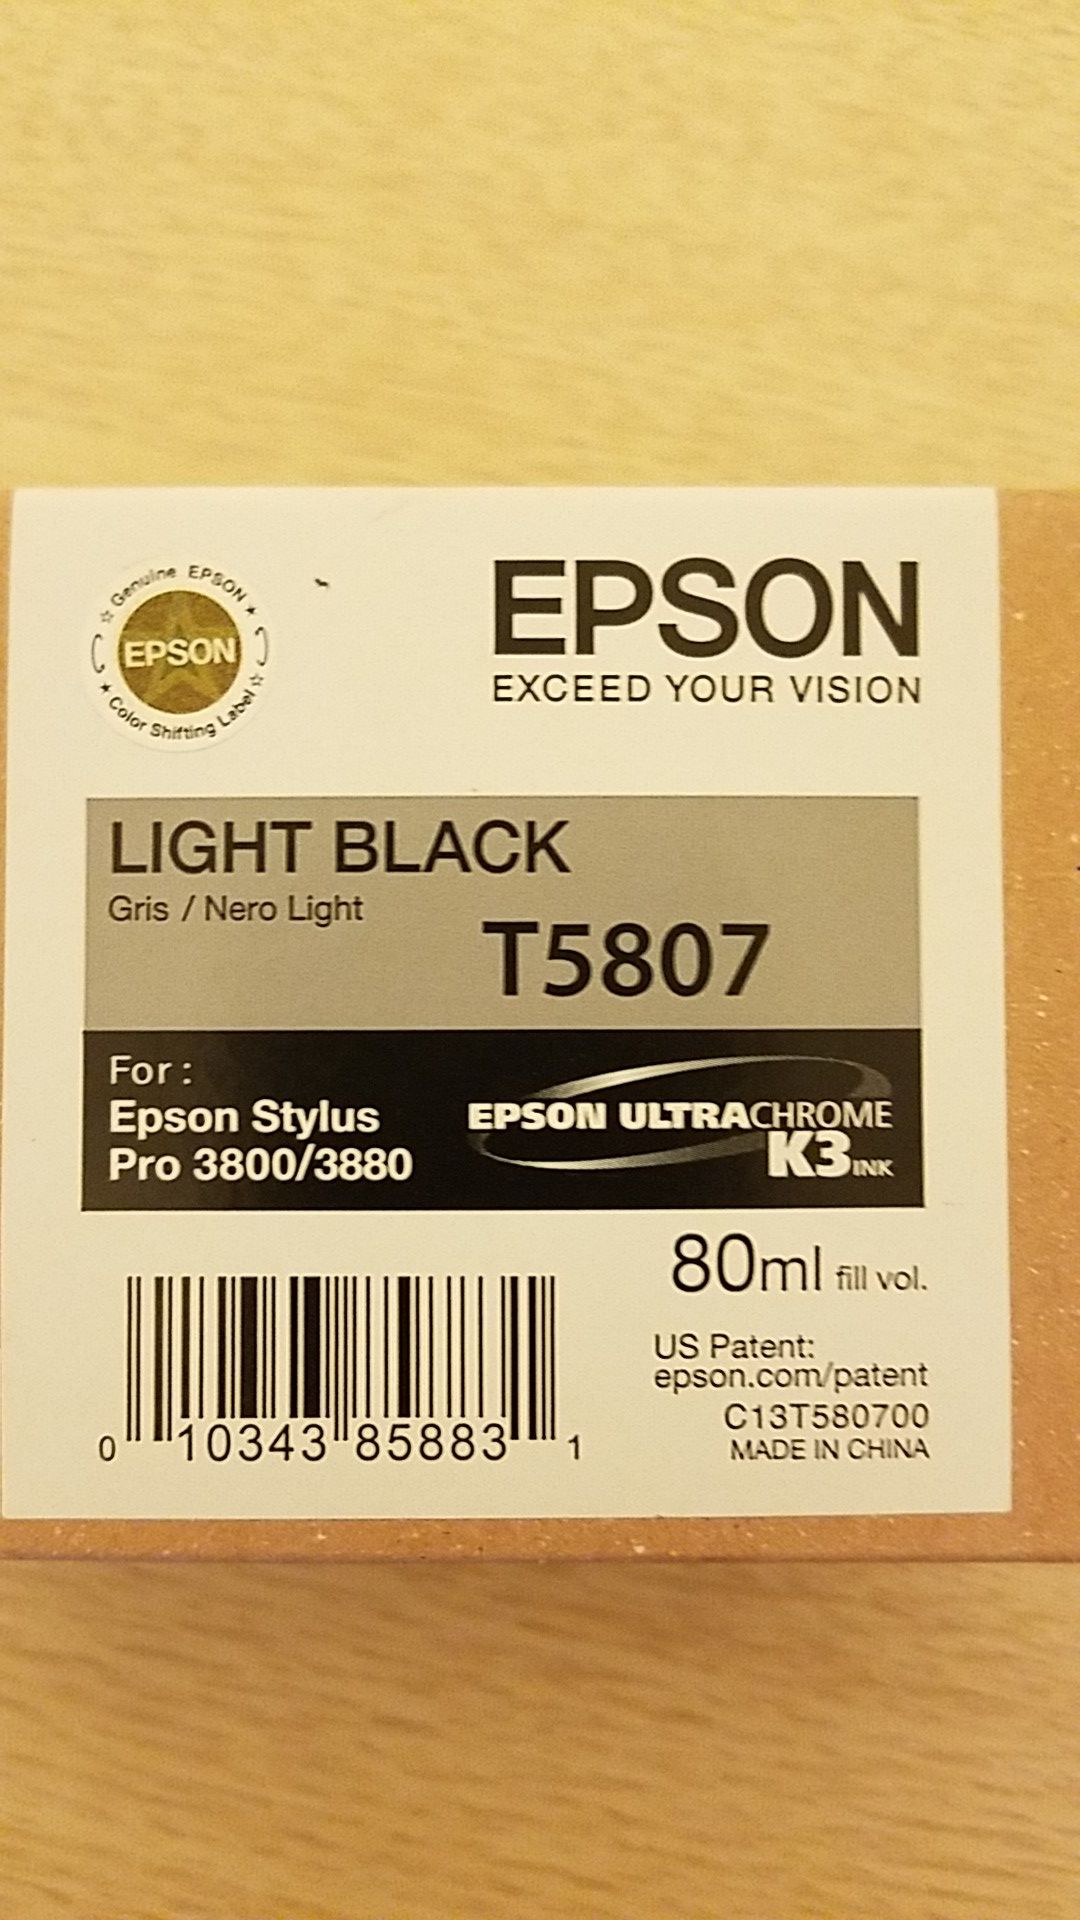 Genuine EPSON
EPSON
Color Shifting Label
EPSON
EXCEED YOUR VISION
LIGHT BLACK
Gris / Nero Light
T5807
For :
Epson Stylus
Pro 3800/3880
EPSON ULTRACHROME
K3 INK
80ml fill vol.
US Patent:
epson.com/patent
C13T580700
MADE IN CHINA
0 10343 85883 1